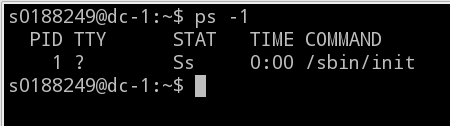 s0188249@dc-1:~$ ps -1
  PID TTY      STAT   TIME COMMAND
    1 ?        Ss     0:00 /sbin/init
s0188249@dc-1:~$